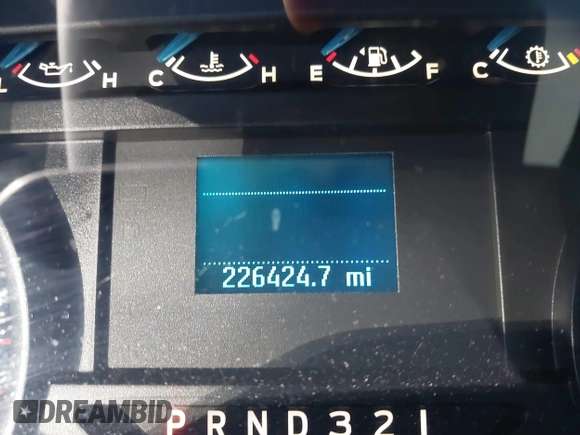 L H C H E F C
226424.7 mi
P R N D 3 2 1
DREAMBID